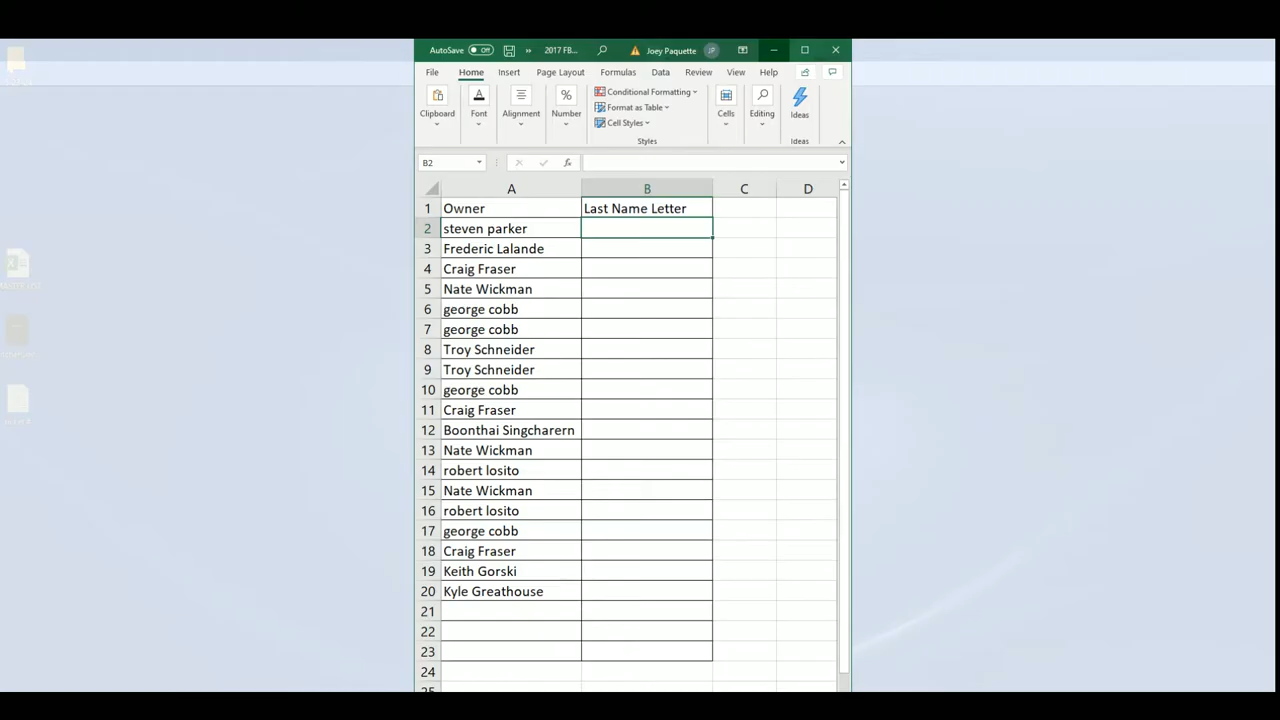 AutoSave Off » 2017 FB... Joey Paquette JP
File Home Insert Page Layout Formulas Data Review View Help
Clipboard Font Alignment Number Conditional Formatting Format as Table Cell Styles Cells Editing Ideas
Styles Ideas
B2 fx
A B C D
1 Owner Last Name Letter
2 steven parker
3 Frederic Lalande
4 Craig Fraser
5 Nate Wickman
6 george cobb
7 george cobb
8 Troy Schneider
9 Troy Schneider
10 george cobb
11 Craig Fraser
12 Boonthai Singcharern
13 Nate Wickman
14 robert losito
15 Nate Wickman
16 robert losito
17 george cobb
18 Craig Fraser
19 Keith Gorski
20 Kyle Greathouse
21
22
23
24
25